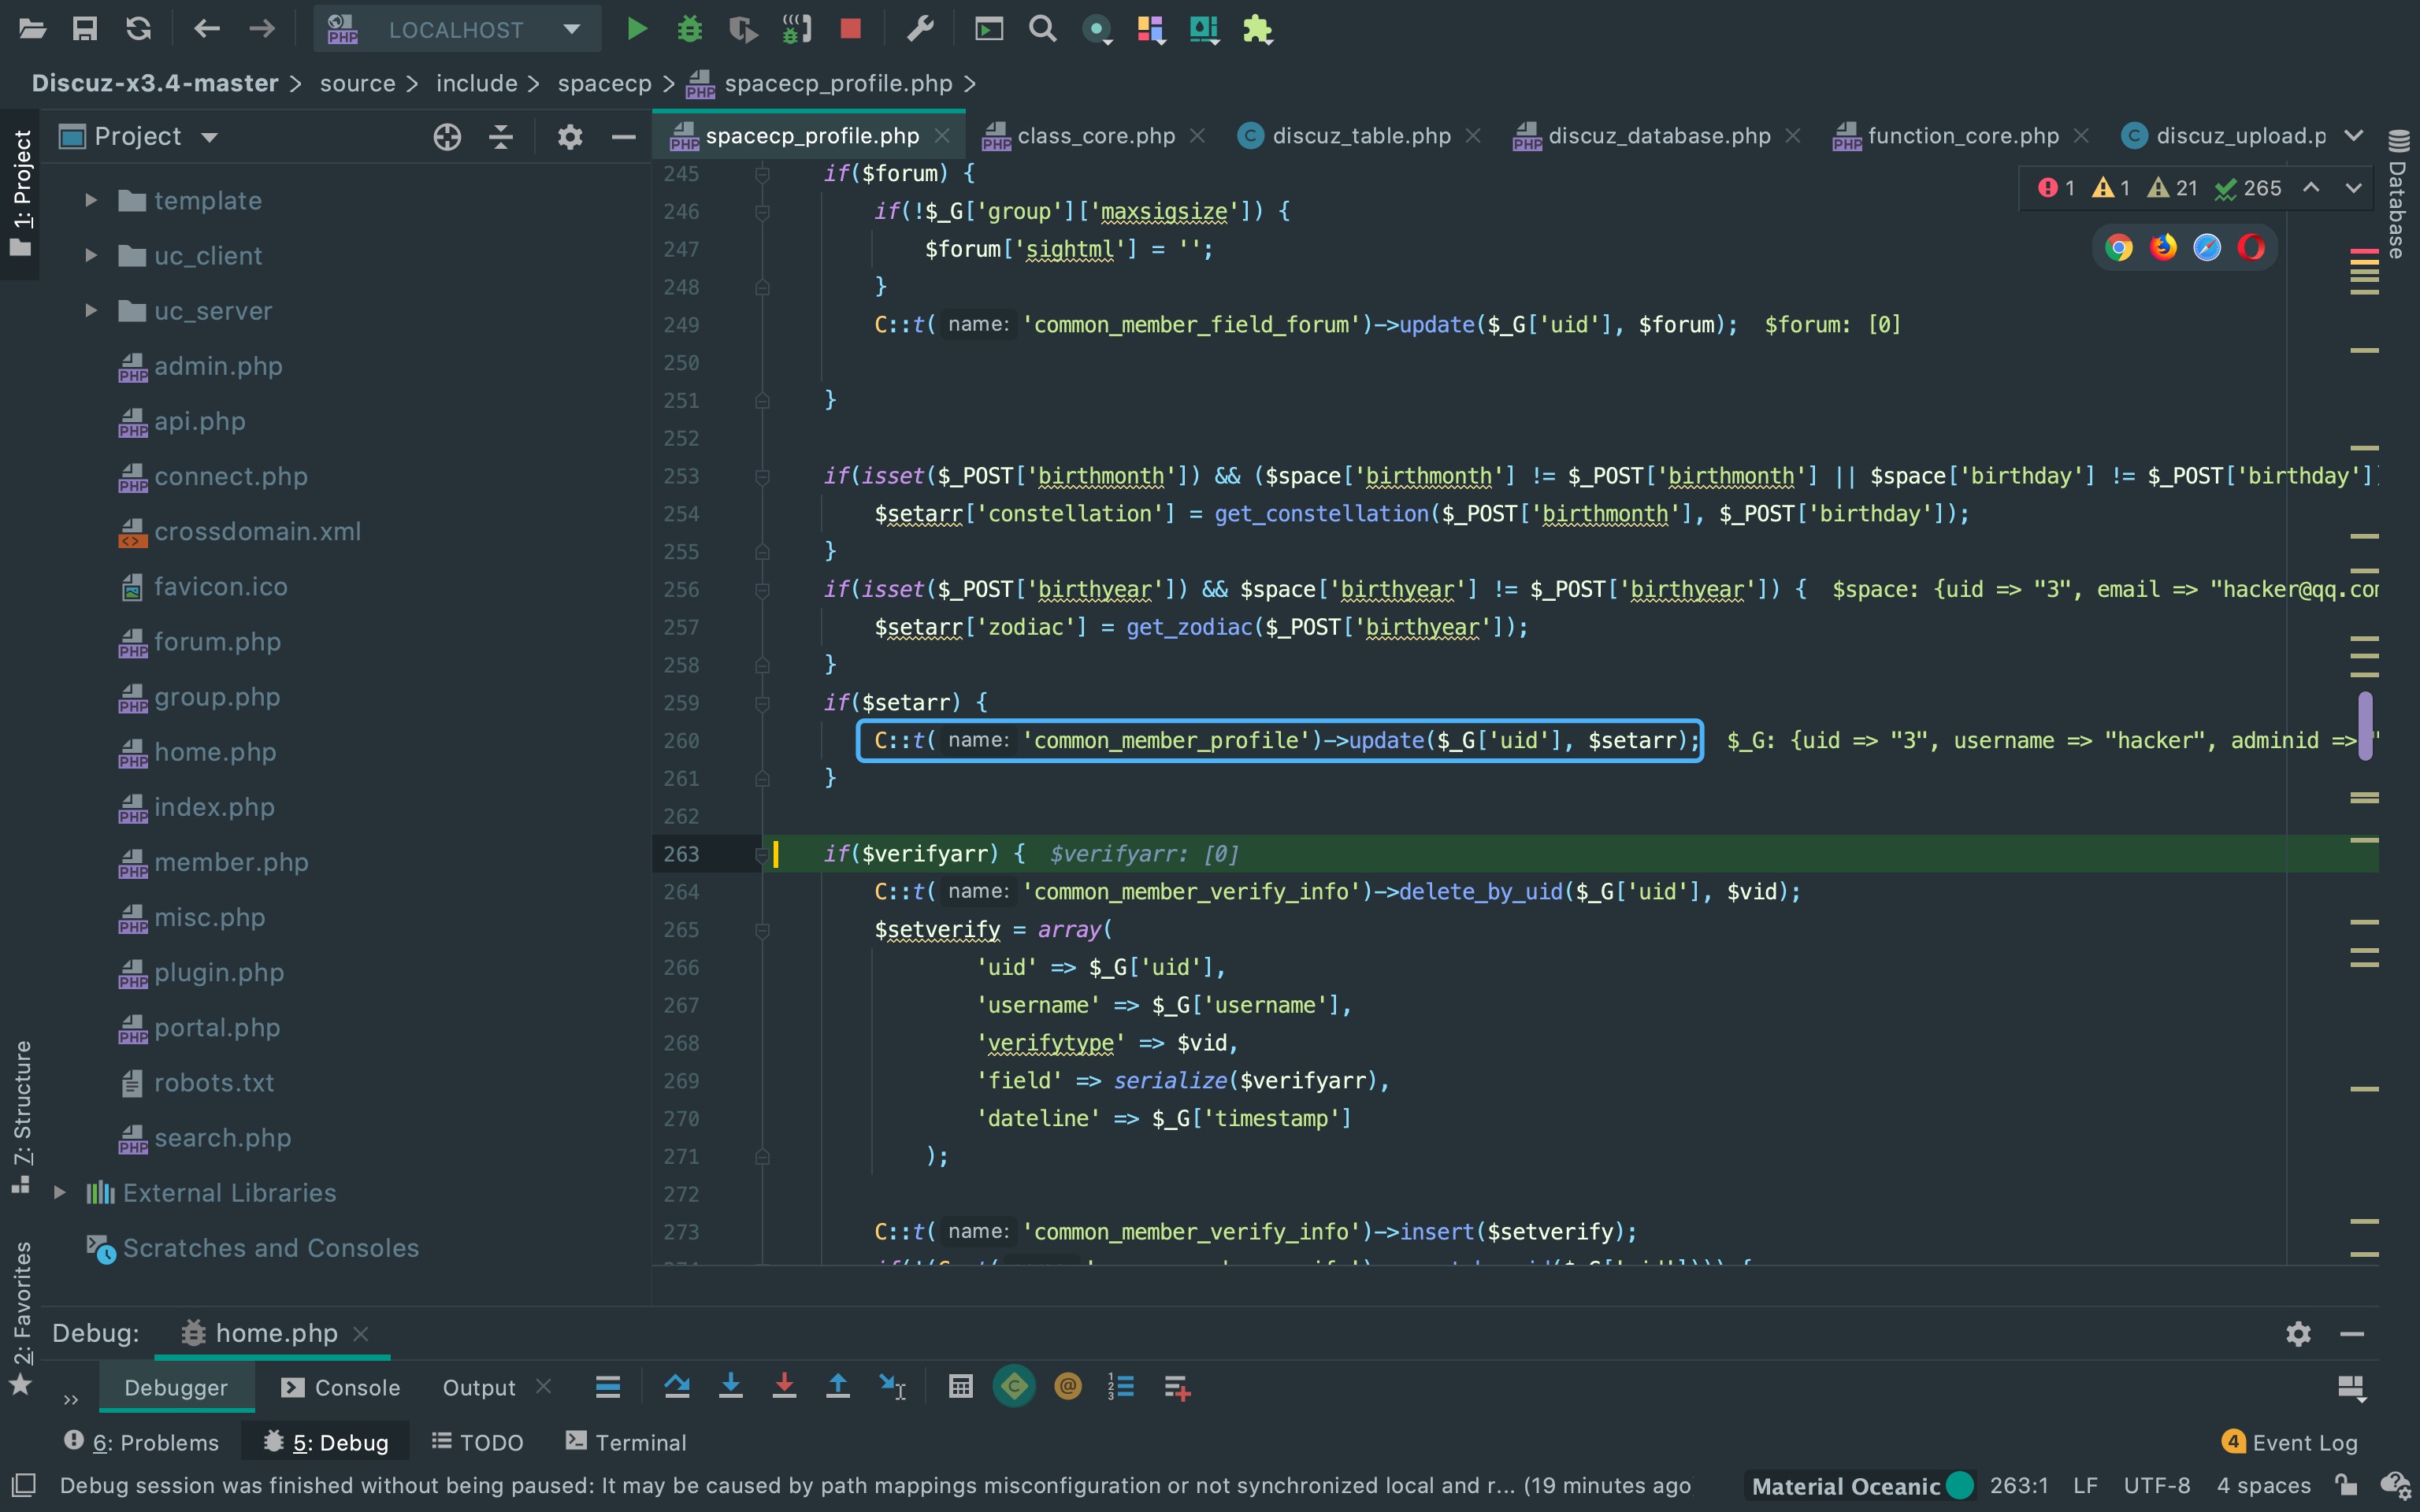 LOCALHOST
Discuz-x3.4-master > source > include > spacecp > spacecp_profile.php >
1: Project
Project
spacecp_profile.php
class_core.php
discuz_table.php
discuz_database.php
function_core.php
discuz_upload.p
Database
template
uc_client
uc_server
admin.php
api.php
connect.php
crossdomain.xml
favicon.ico
forum.php
group.php
home.php
index.php
member.php
misc.php
plugin.php
portal.php
robots.txt
search.php
External Libraries
Scratches and Consoles
7: Structure
2: Favorites
1 1 21 265
245 if($forum) {
246 if(!$_G['group']['maxsigsize']) {
247 $forum['sightml'] = '';
248 }
249 C::t( name: 'common_member_field_forum')->update($_G['uid'], $forum); $forum: [0]
250
251 }
252
253 if(isset($_POST['birthmonth']) && ($space['birthmonth'] != $_POST['birthmonth'] || $space['birthday'] != $_POST['birthday']
254 $setarr['constellation'] = get_constellation($_POST['birthmonth'], $_POST['birthday']);
255 }
256 if(isset($_POST['birthyear']) && $space['birthyear'] != $_POST['birthyear']) { $space: {uid => "3", email => "hacker@qq.com
257 $setarr['zodiac'] = get_zodiac($_POST['birthyear']);
258 }
259 if($setarr) {
260 C::t( name: 'common_member_profile')->update($_G['uid'], $setarr); $_G: {uid => "3", username => "hacker", adminid => "
261 }
262
263 if($verifyarr) { $verifyarr: [0]
264 C::t( name: 'common_member_verify_info')->delete_by_uid($_G['uid'], $vid);
265 $setverify = array(
266 'uid' => $_G['uid'],
267 'username' => $_G['username'],
268 'verifytype' => $vid,
269 'field' => serialize($verifyarr),
270 'dateline' => $_G['timestamp']
271 );
272
273 C::t( name: 'common_member_verify_info')->insert($setverify);
Debug: home.php
Debugger Console Output
6: Problems 5: Debug TODO Terminal
4 Event Log
Debug session was finished without being paused: It may be caused by path mappings misconfiguration or not synchronized local and r... (19 minutes ago
Material Oceanic 263:1 LF UTF-8 4 spaces